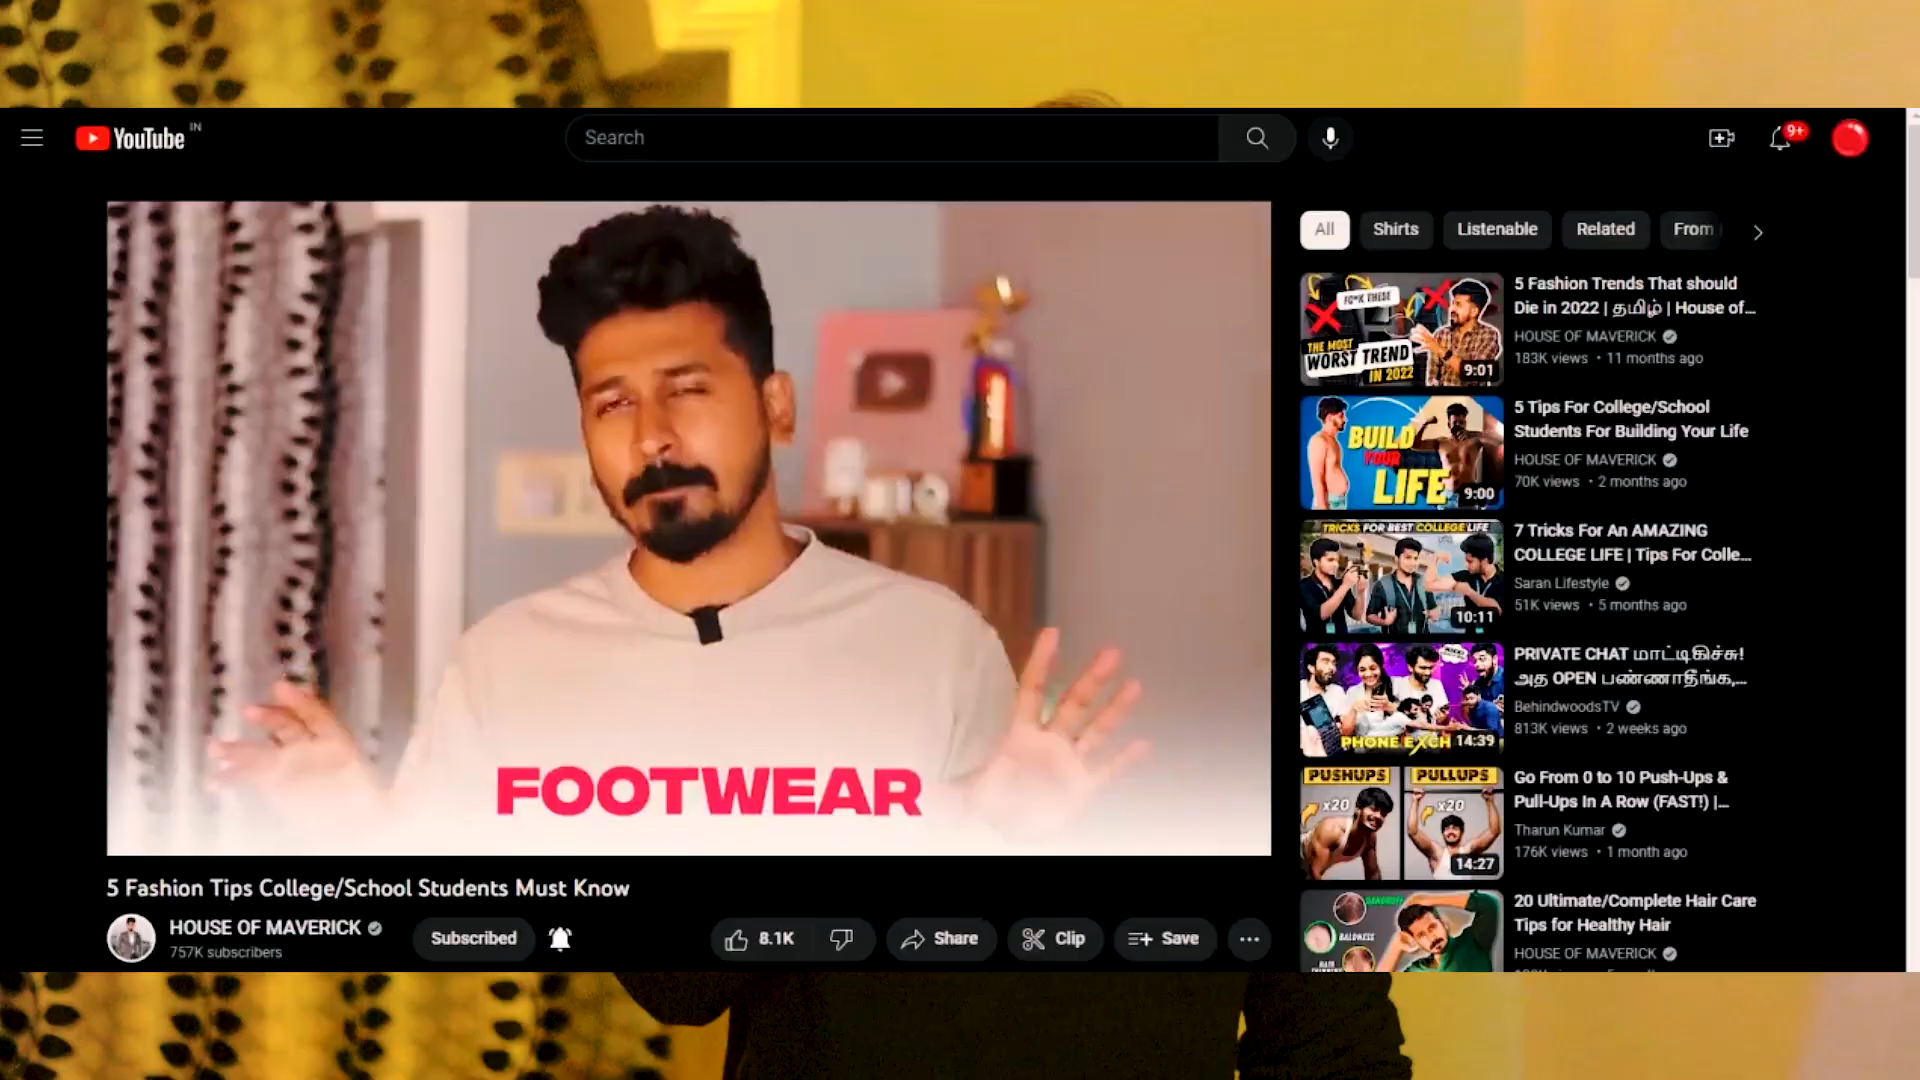 YouTube IN
Search
9+
FOOTWEAR
5 Fashion Tips College/School Students Must Know
HOUSE OF MAVERICK
757K subscribers
Subscribed
8.1K
Share
Clip
Save
All
Shirts
Listenable
Related
From
FO*K THESE
THE MOST
WORST TREND
IN 2022
9:01
5 Fashion Trends That should
Die in 2022 | தமிழ் | House of...
HOUSE OF MAVERICK
183K views • 11 months ago
BUILD
YOUR
LIFE
9:00
5 Tips For College/School
Students For Building Your Life
HOUSE OF MAVERICK
70K views • 2 months ago
TRICKS FOR BEST COLLEGE LIFE
10:11
7 Tricks For An AMAZING
COLLEGE LIFE | Tips For Colle...
Saran Lifestyle
51K views • 5 months ago
PHONE EXCH
14:39
PRIVATE CHAT மாட்டிகிச்சு!
அத OPEN பண்ணாதீங்க,...
BehindwoodsTV
813K views • 2 weeks ago
PUSHUPS
PULLUPS
x20
x20
14:27
Go From 0 to 10 Push-Ups &
Pull-Ups In A Row (FAST!) |...
Tharun Kumar
176K views • 1 month ago
DANDRUFF
BALDNESS
HAIR
20 Ultimate/Complete Hair Care
Tips for Healthy Hair
HOUSE OF MAVERICK